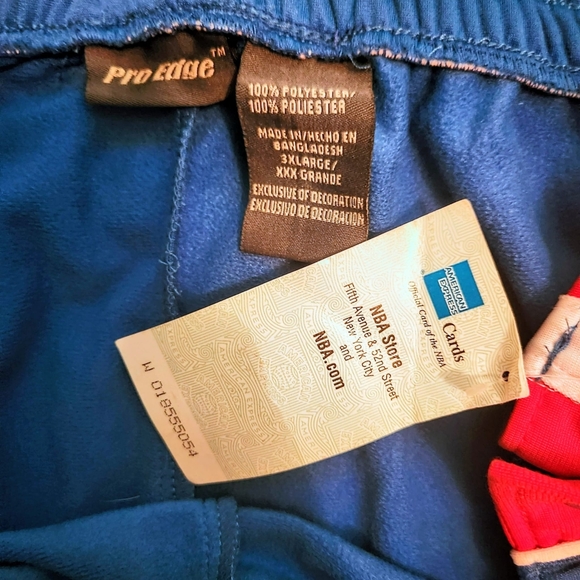 Pro Edge™
100% POLYESTER/
100% POLIESTER
MADE IN/HECHO EN
BANGLADESH
3XLARGE/
XXX GRANDE
EXCLUSIVE OF DECORATION
EXCLUSIVO DE DECORACION
AMERICAN
EXPRESS
Cards
Official Card of the NBA
NBA Store
Fifth Avenue & 52nd Street
New York City
and
NBA.com
W 018555054